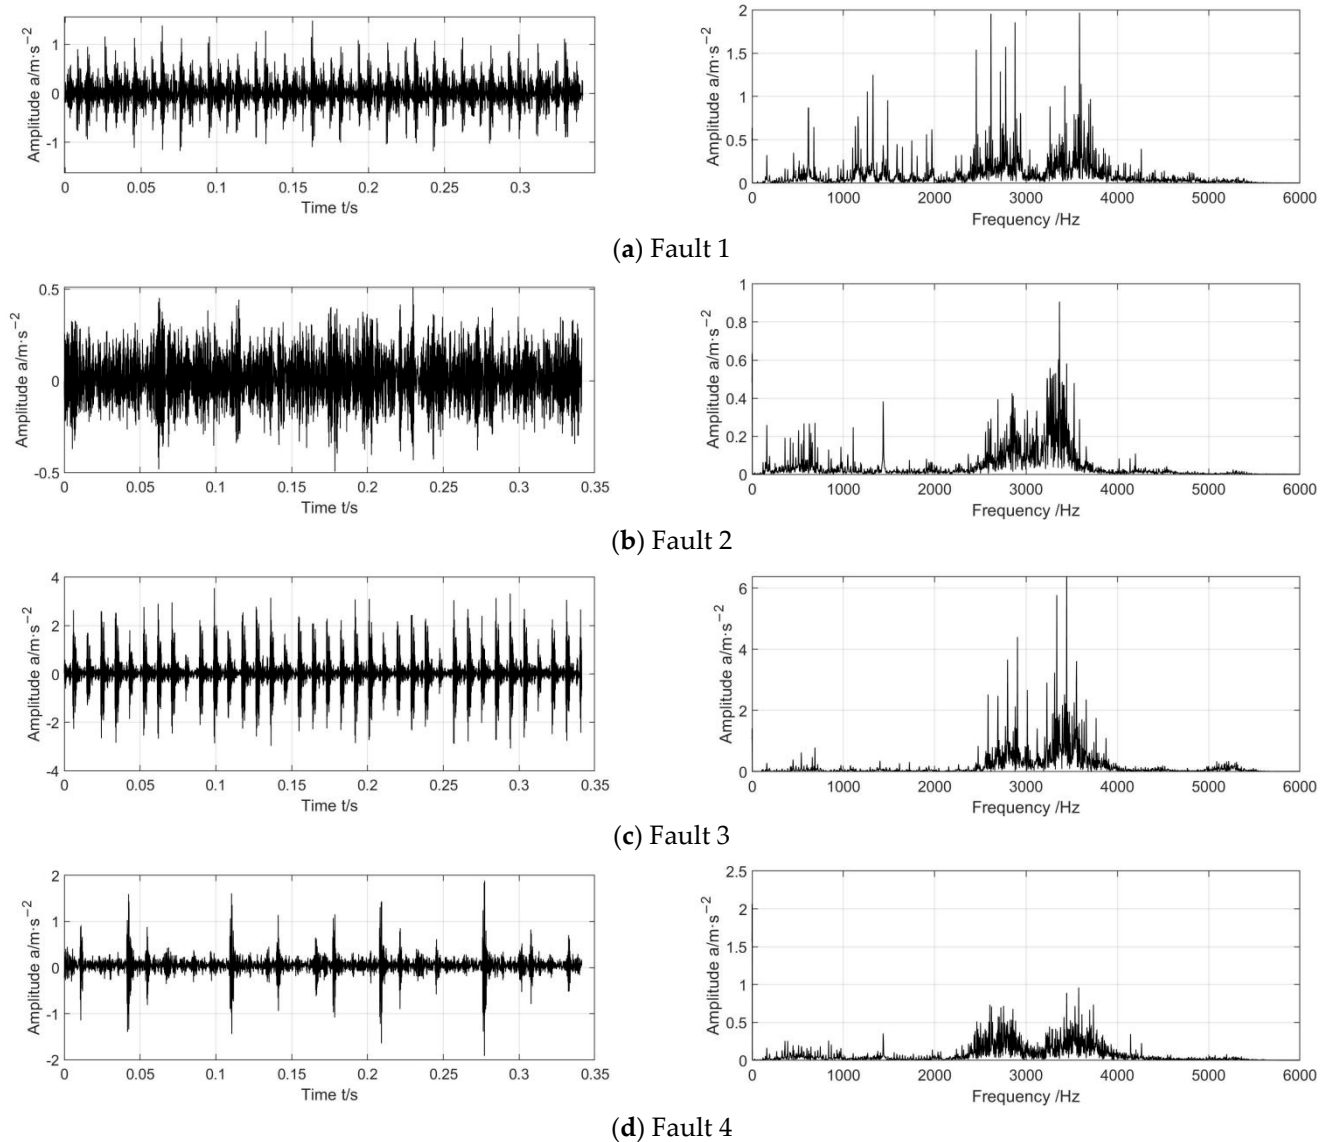 1
0
-1
Amplitude a/m·s⁻²
0 0.05 0.1 0.15 0.2 0.25 0.3
Time t/s
2
1.5
1
0.5
0
Amplitude a/m·s⁻²
0 1000 2000 3000 4000 5000 6000
Frequency /Hz
(a) Fault 1
0.5
0
-0.5
Amplitude a/m·s⁻²
0 0.05 0.1 0.15 0.2 0.25 0.3 0.35
Time t/s
1
0.8
0.6
0.4
0.2
0
Amplitude a/m·s⁻²
0 1000 2000 3000 4000 5000 6000
Frequency /Hz
(b) Fault 2
4
2
0
-2
-4
Amplitude a/m·s⁻²
0 0.05 0.1 0.15 0.2 0.25 0.3 0.35
Time t/s
6
4
2
0
Amplitude a/m·s⁻²
0 1000 2000 3000 4000 5000 6000
Frequency /Hz
(c) Fault 3
2
1
0
-1
-2
Amplitude a/m·s⁻²
0 0.05 0.1 0.15 0.2 0.25 0.3 0.35
Time t/s
2.5
2
1.5
1
0.5
0
Amplitude a/m·s⁻²
0 1000 2000 3000 4000 5000 6000
Frequency /Hz
(d) Fault 4